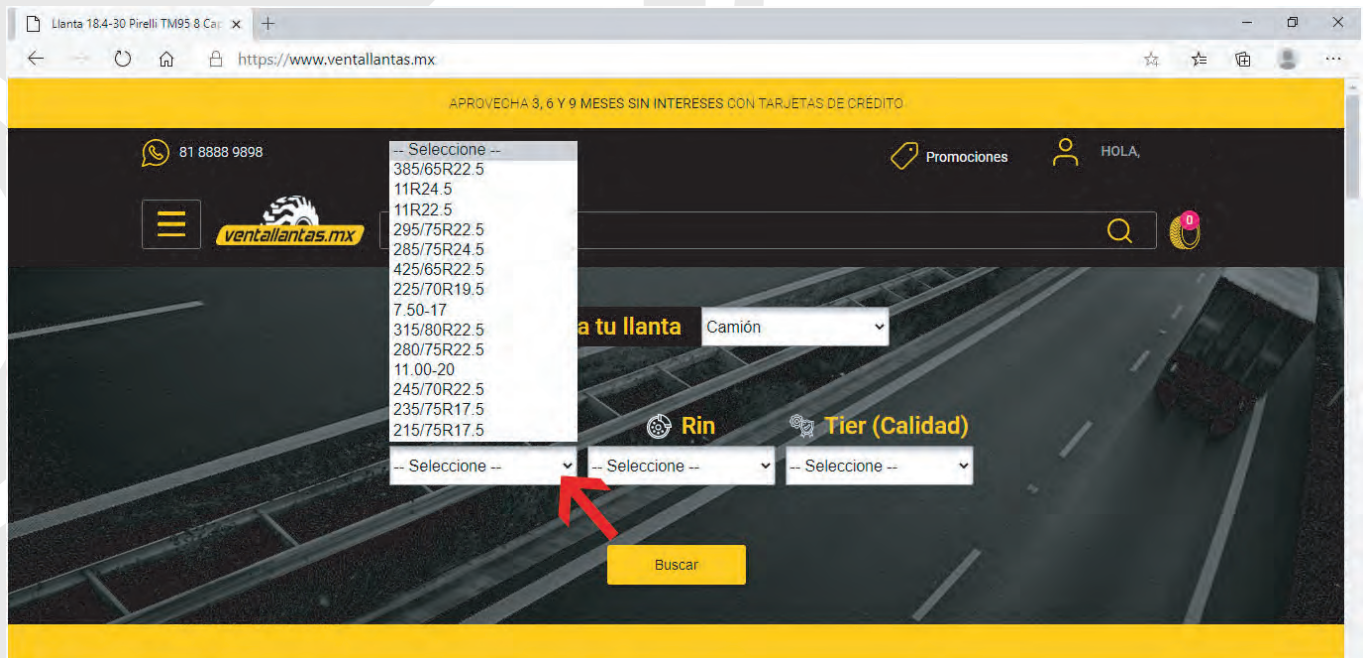 Llanta 18.4-30 Pirelli TM95 8 Ca
https://www.ventallantas.mx
APROVECHA 3, 6 Y 9 MESES SIN INTERESES CON TARJETAS DE CREDITO
81 8888 9898
Promociones
HOLA,
ventallantas.mx
0
-- Seleccione --
385/65R22.5
11R24.5
11R22.5
295/75R22.5
285/75R24.5
425/65R22.5
225/70R19.5
7.50-17
315/80R22.5
280/75R22.5
11.00-20
245/70R22.5
235/75R17.5
215/75R17.5
a tu llanta
Camión
Rin
Tier (Calidad)
-- Seleccione --
-- Seleccione --
-- Seleccione --
Buscar